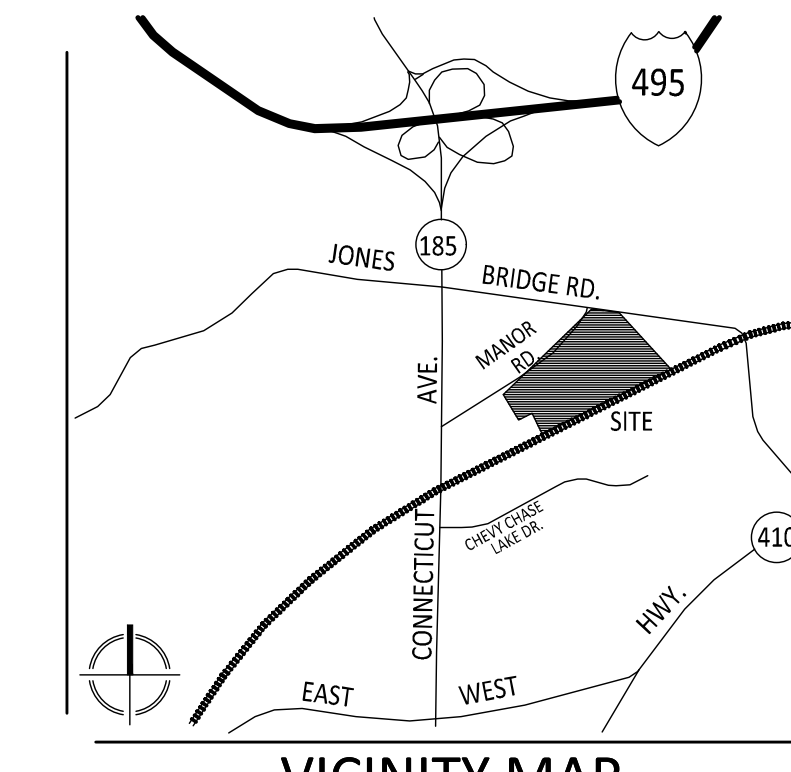 495
185
JONES
BRIDGE RD.
MANOR
RD.
AVE.
SITE
CHEVY CHASE
LAKE DR.
CONNECTICUT
410
HWY.
EAST
WEST
VICINITY MAP